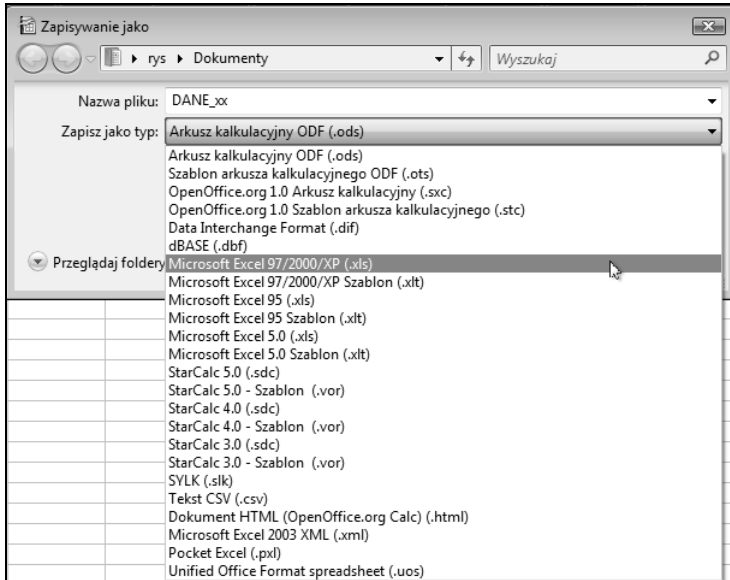 Zapisywanie jako
rys Dokumenty Wyszukaj
Nazwa pliku: DANE_xx
Zapisz jako typ: Arkusz kalkulacyjny ODF (.ods)
Arkusz kalkulacyjny ODF (.ods)
Szablon arkusza kalkulacyjnego ODF (.ots)
OpenOffice.org 1.0 Arkusz kalkulacyjny (.sxc)
OpenOffice.org 1.0 Szablon arkusza kalkulacyjnego (.stc)
Data Interchange Format (.dif)
dBASE (.dbf)
Przeglądaj foldery Microsoft Excel 97/2000/XP (.xls)
Microsoft Excel 97/2000/XP Szablon (.xlt)
Microsoft Excel 95 (.xls)
Microsoft Excel 95 Szablon (.xlt)
Microsoft Excel 5.0 (.xls)
Microsoft Excel 5.0 Szablon (.xlt)
StarCalc 5.0 (.sdc)
StarCalc 5.0 - Szablon (.vor)
StarCalc 4.0 (.sdc)
StarCalc 4.0 - Szablon (.vor)
StarCalc 3.0 (.sdc)
StarCalc 3.0 - Szablon (.vor)
SYLK (.slk)
Tekst CSV (.csv)
Dokument HTML (OpenOffice.org Calc) (.html)
Microsoft Excel 2003 XML (.xml)
Pocket Excel (.pxl)
Unified Office Format spreadsheet (.uos)